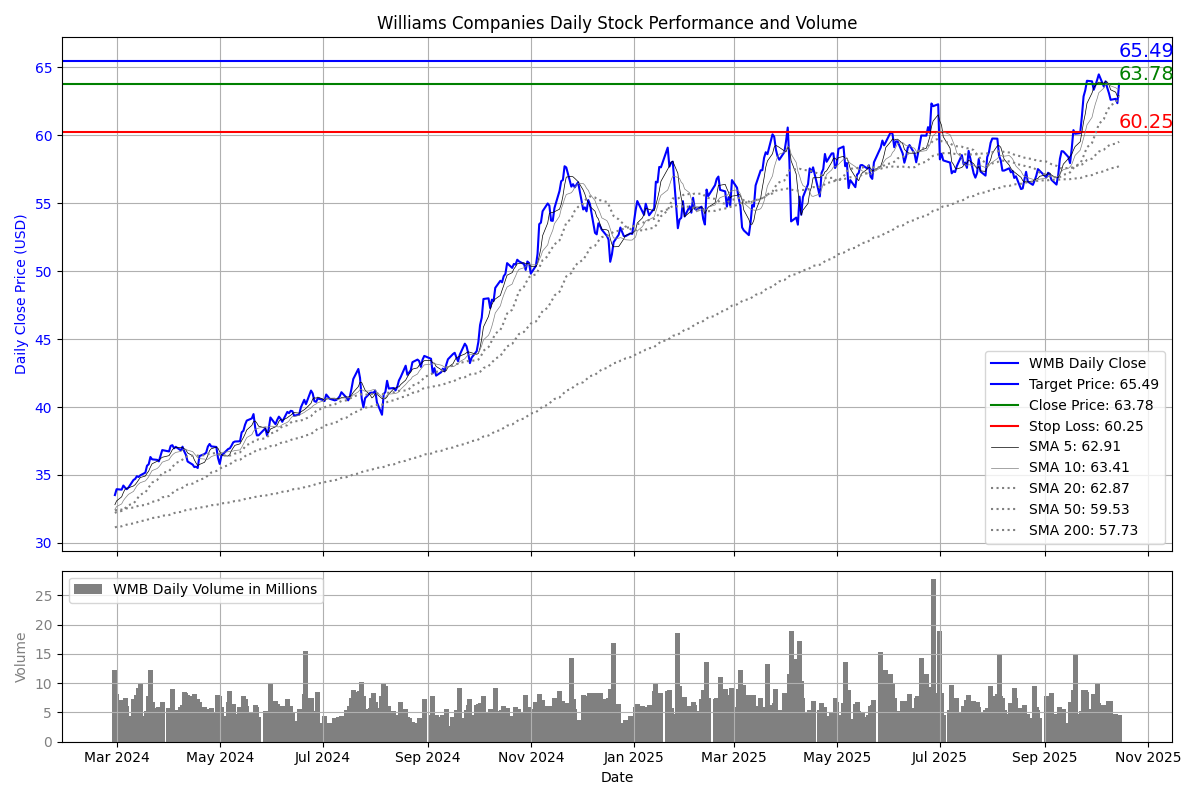 Williams Companies Daily Stock Performance and Volume
Daily Close Price (USD)
65
60
55
50
45
40
35
30
65.49
63.78
60.25
WMB Daily Close
Target Price: 65.49
Close Price: 63.78
Stop Loss: 60.25
SMA 5: 62.91
SMA 10: 63.41
SMA 20: 62.87
SMA 50: 59.53
SMA 200: 57.73
WMB Daily Volume in Millions
Volume
25
20
15
10
5
0
Mar 2024 May 2024 Jul 2024 Sep 2024 Nov 2024 Jan 2025 Mar 2025 May 2025 Jul 2025 Sep 2025 Nov 2025
Date